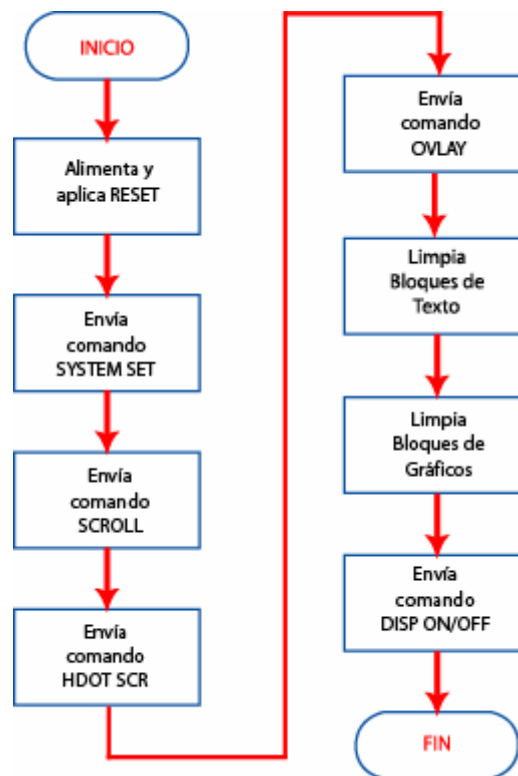 INICIO
Alimenta y
aplica RESET
Envía
comando
SYSTEM SET
Envía
comando
SCROLL
Envía
comando
HDOT SCR
Envía
comando
OVLAY
Limpia
Bloques de
Texto
Limpia
Bloques de
Gráficos
Envía
comando
DISP ON/OFF
FIN